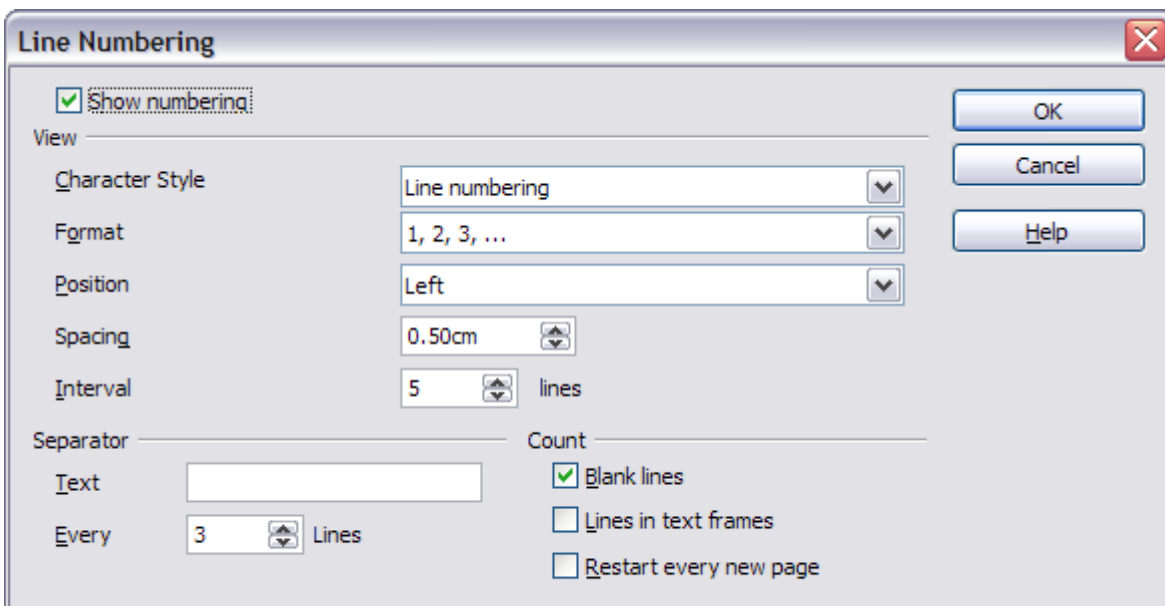 Line Numbering
Show numbering
OK
View
Cancel
Character Style
Line numbering
Format
1, 2, 3, ...
Help
Position
Left
Spacing
0.50cm
Interval
5
lines
Separator
Count
Text
Blank lines
Lines in text frames
Every
3
Lines
Restart every new page